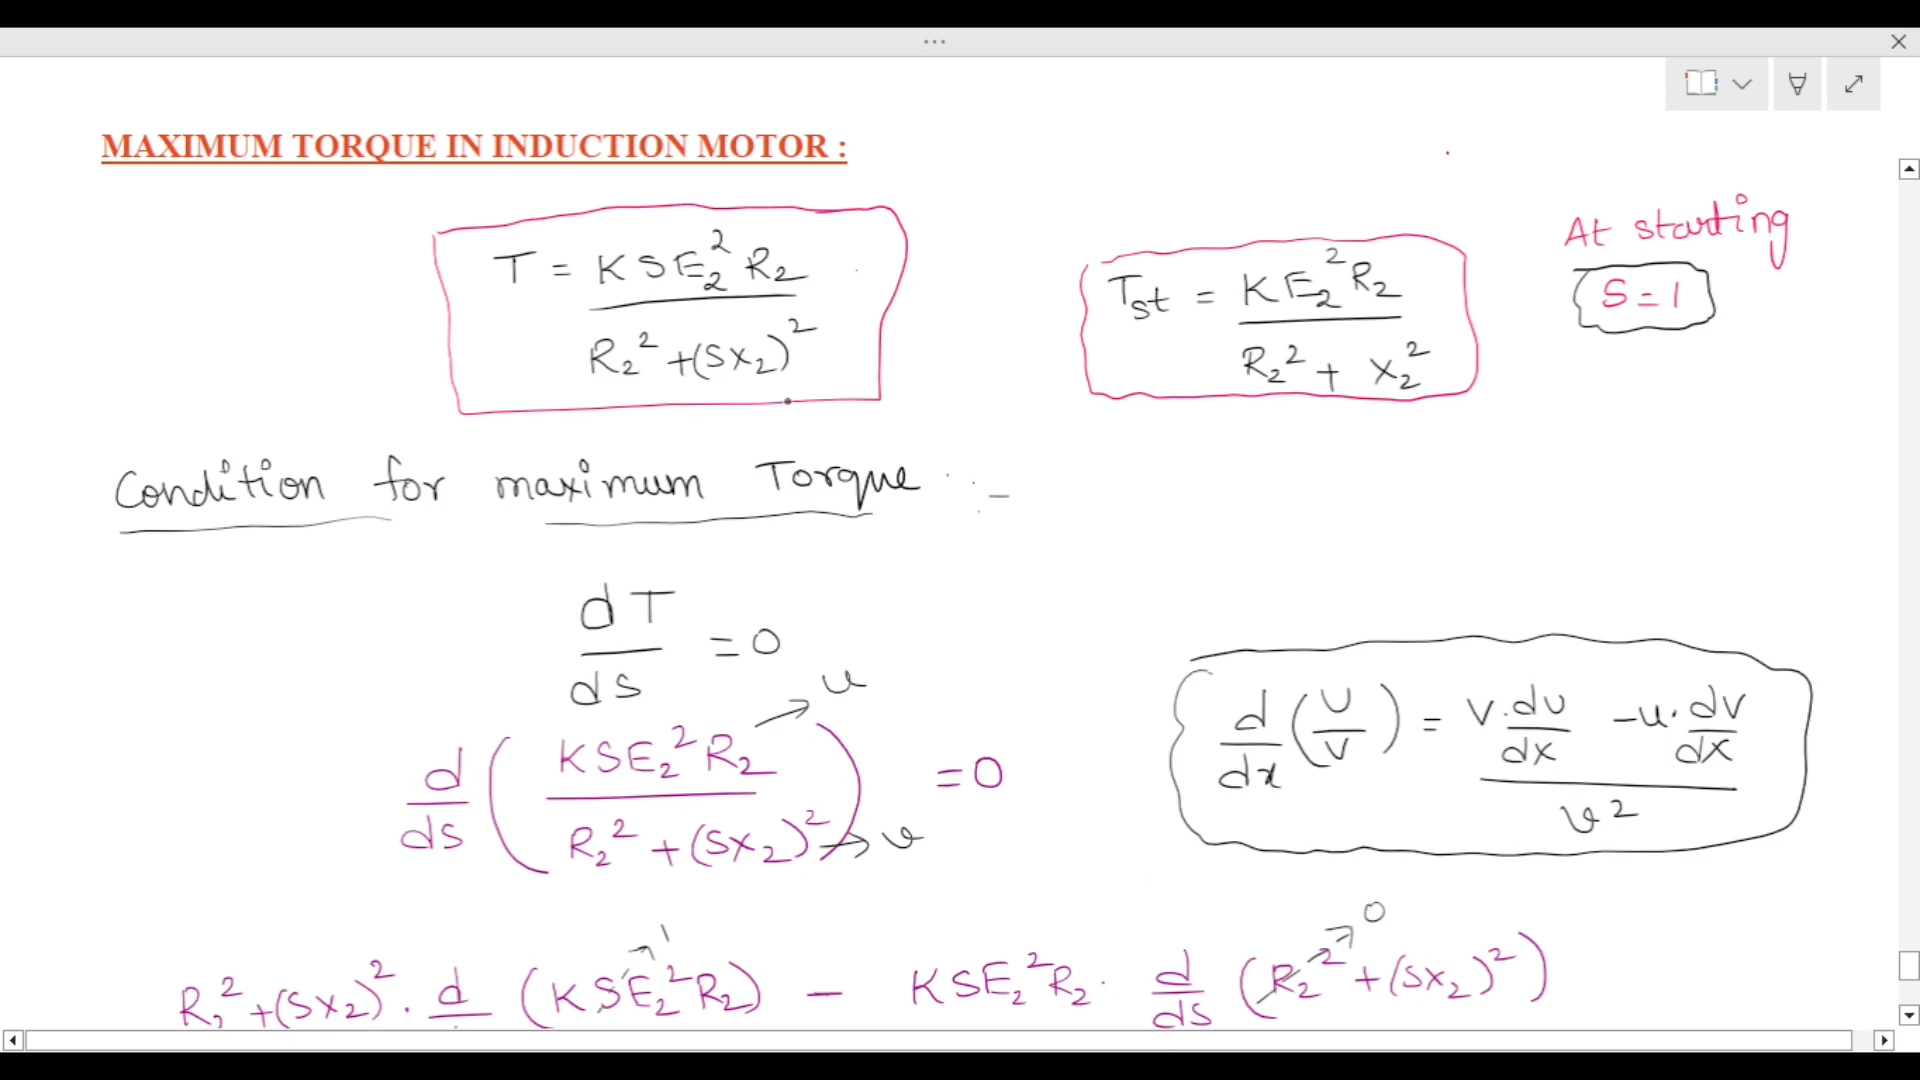 MAXIMUM TORQUE IN INDUCTION MOTOR :
T = KSE₂²R₂ / R₂² + (SX₂)²
Tst = KE₂²R₂ / R₂² + X₂²
At starting
S = 1
Condition for maximum Torque :-
dT/dS = 0
d/dS (KSE₂²R₂ / R₂² + (SX₂)²) = 0
→ u
→ v
d/dx (U/V) = V.du/dx - u.dv/dx / v²
R₂² + (SX₂)² . d (KSE₂²R₂) - KSE₂²R₂ . d/dS (R₂² + (SX₂)²)
→ 1
→ 0